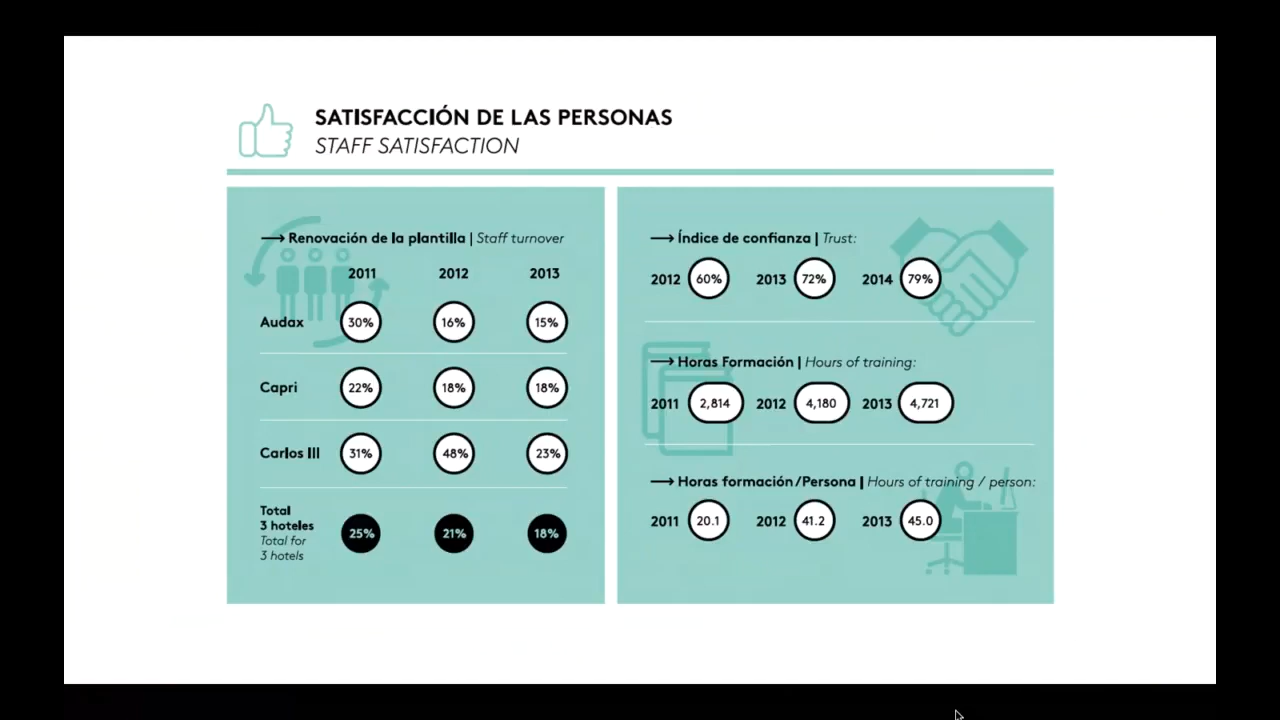 SATISFACCIÓN DE LAS PERSONAS
STAFF SATISFACTION
Renovación de la plantilla | Staff turnover
2011 2012 2013
Audax 30% 16% 15%
Capri 22% 18% 18%
Carlos III 31% 48% 23%
Total
3 hoteles
Total for
3 hotels
25% 21% 18%
Índice de confianza | Trust:
2012 60% 2013 72% 2014 79%
Horas Formación | Hours of training:
2011 2,814 2012 4,180 2013 4,721
Horas formación/Persona | Hours of training / person:
2011 20.1 2012 41.2 2013 45.0